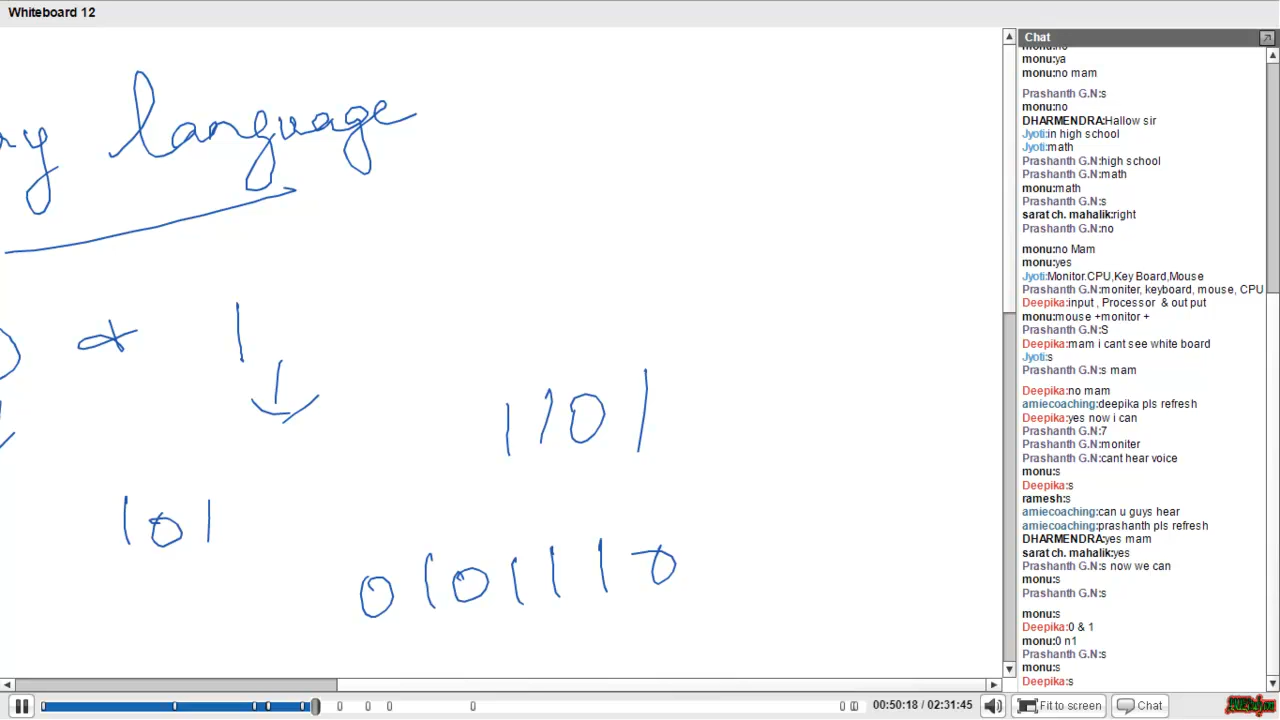 Whiteboard 12
ry language
0 & 1
1101
101
01011110
Chat
monu:no
monu:ya
monu:no mam
Prashanth G.N:s
monu:no
DHARMENDRA:Hallow sir
Jyoti:in high school
Jyoti:math
Prashanth G.N:high school
Prashanth G.N:math
monu:math
Prashanth G.N:s
sarat ch. mahalik:right
Prashanth G.N:no
monu:no Mam
monu:yes
Jyoti:Monitor.CPU,Key Board,Mouse
Prashanth G.N:moniter, keyboard, mouse, CPU
Deepika:input , Processor & out put
monu:mouse +monitor +
Prashanth G.N:S
Deepika:mam i cant see white board
Jyoti:s
Prashanth G.N:s mam
Deepika:no mam
amiecoaching:deepika pls refresh
Deepika:yes now i can
Prashanth G.N:7
Prashanth G.N:moniter
Prashanth G.N:cant hear voice
monu:s
Deepika:s
ramesh:s
amiecoaching:can u guys hear
amiecoaching:prashanth pls refresh
DHARMENDRA:yes mam
sarat ch. mahalik:yes
Prashanth G.N:s now we can
monu:s
Prashanth G.N:s
monu:s
Deepika:0 & 1
monu:0 n1
Prashanth G.N:s
monu:s
Deepika:s
00:50:18 / 02:31:45
Fit to screen
Chat